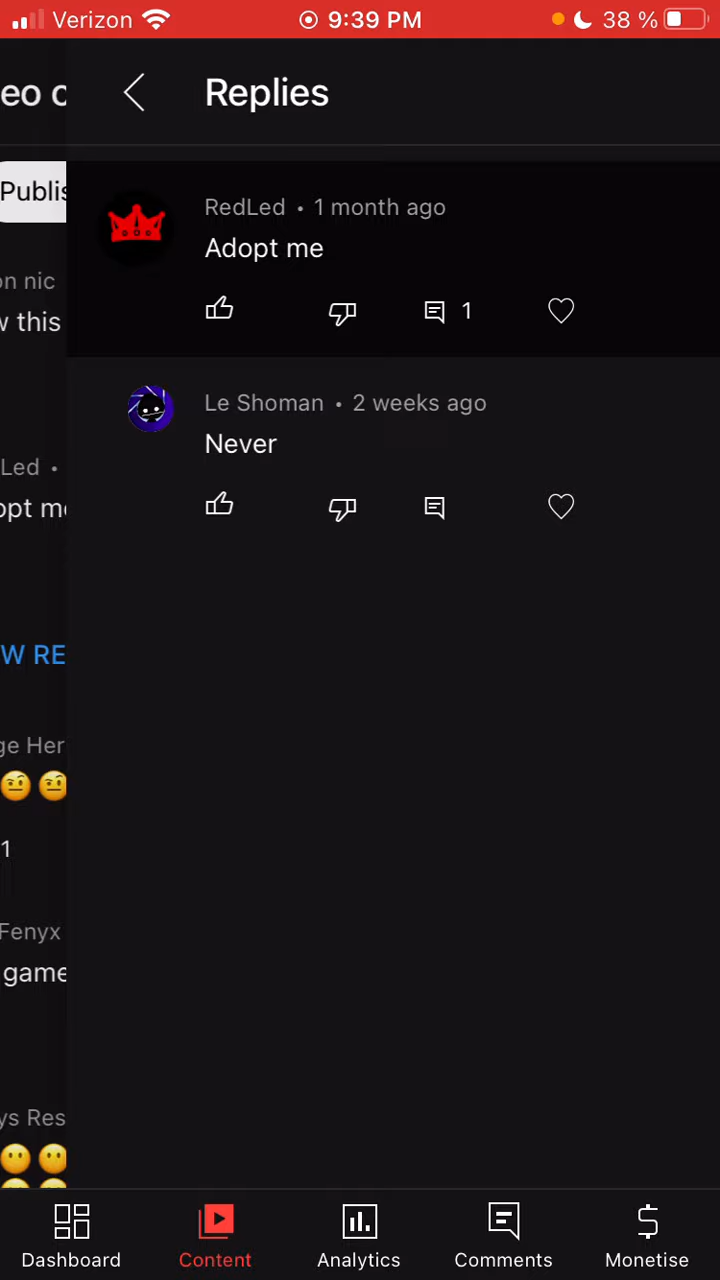 Verizon 9:39 PM 38 %
eo c
Replies
Publis
RedLed • 1 month ago
Adopt me
1
on nic
w this
Le Shoman • 2 weeks ago
Never
Led •
opt me
W RE
ge Her
1
Fenyx
game
ys Res
Dashboard
Content
Analytics
Comments
Monetise